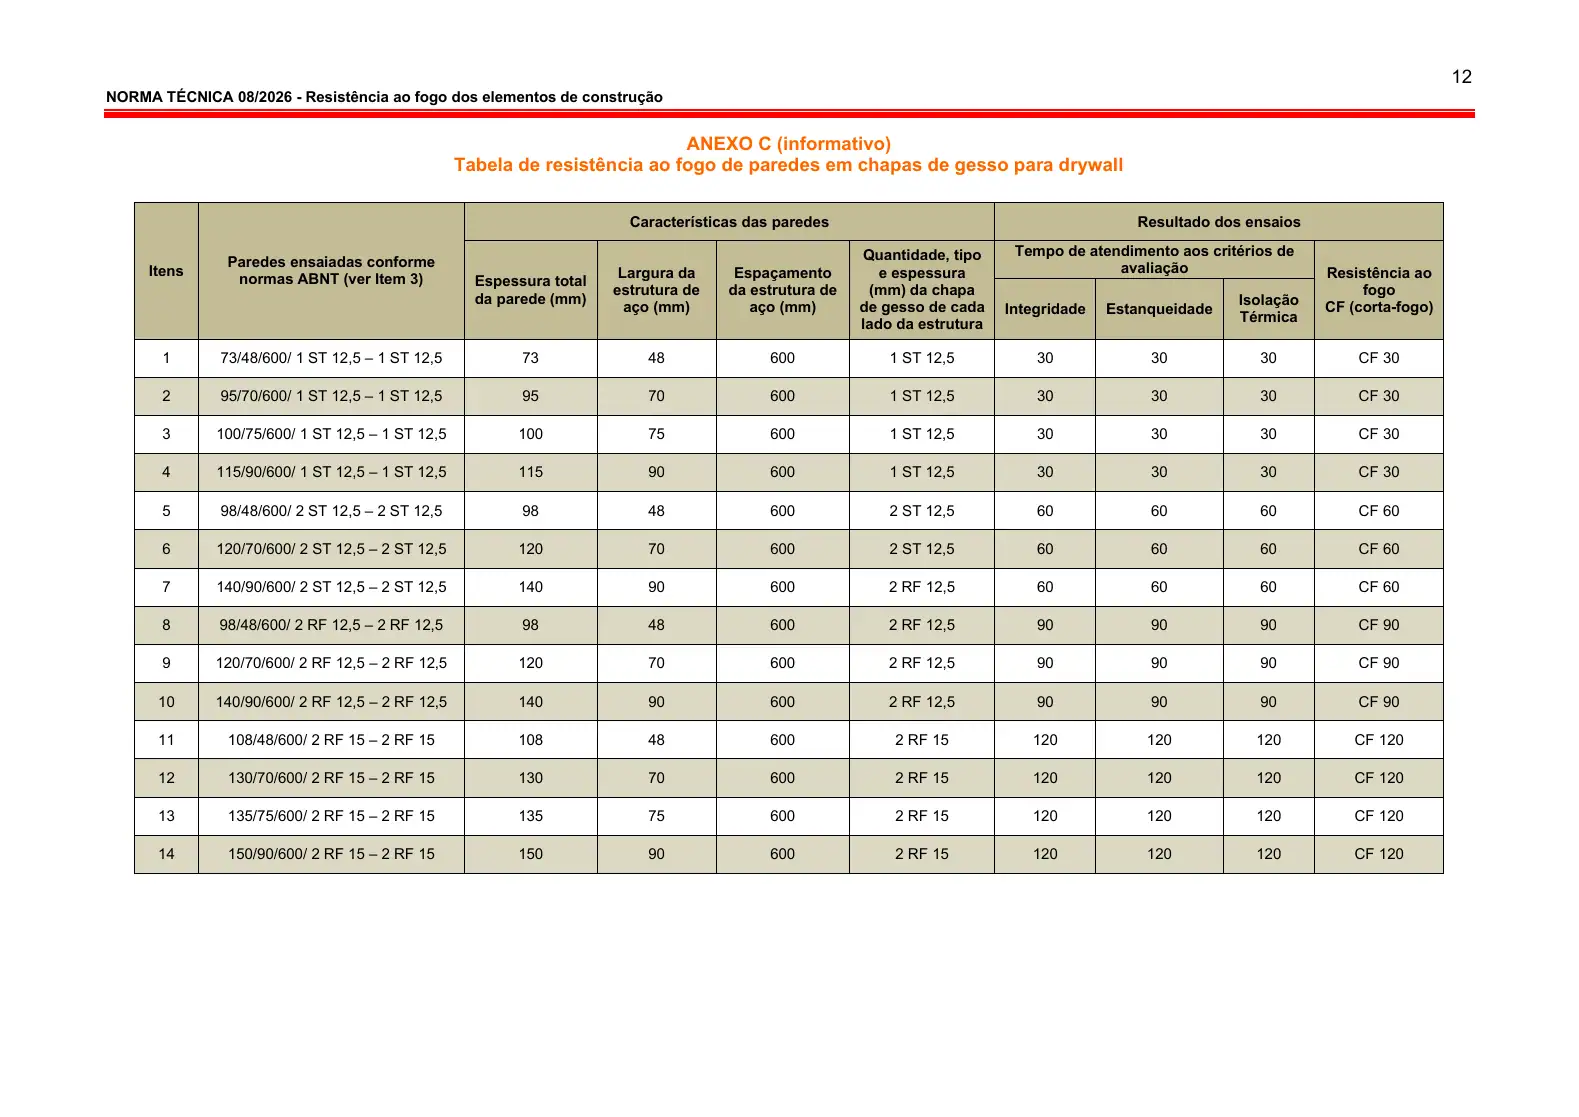 12
NORMA TÉCNICA 08/2026 - Resistência ao fogo dos elementos de construção
ANEXO C (informativo)
Tabela de resistência ao fogo de paredes em chapas de gesso para drywall
Itens
Paredes ensaiadas conforme
normas ABNT (ver Item 3)
Características das paredes
Resultado dos ensaios
Espessura total
da parede (mm)
Largura da
estrutura de
aço (mm)
Espaçamento
da estrutura de
aço (mm)
Quantidade, tipo
e espessura
(mm) da chapa
de gesso de cada
lado da estrutura
Tempo de atendimento aos critérios de
avaliação
Integridade
Estanqueidade
Isolação
Térmica
Resistência ao
fogo
CF (corta-fogo)
1 73/48/600/ 1 ST 12,5 – 1 ST 12,5 73 48 600 1 ST 12,5 30 30 30 CF 30
2 95/70/600/ 1 ST 12,5 – 1 ST 12,5 95 70 600 1 ST 12,5 30 30 30 CF 30
3 100/75/600/ 1 ST 12,5 – 1 ST 12,5 100 75 600 1 ST 12,5 30 30 30 CF 30
4 115/90/600/ 1 ST 12,5 – 1 ST 12,5 115 90 600 1 ST 12,5 30 30 30 CF 30
5 98/48/600/ 2 ST 12,5 – 2 ST 12,5 98 48 600 2 ST 12,5 60 60 60 CF 60
6 120/70/600/ 2 ST 12,5 – 2 ST 12,5 120 70 600 2 ST 12,5 60 60 60 CF 60
7 140/90/600/ 2 ST 12,5 – 2 ST 12,5 140 90 600 2 RF 12,5 60 60 60 CF 60
8 98/48/600/ 2 RF 12,5 – 2 RF 12,5 98 48 600 2 RF 12,5 90 90 90 CF 90
9 120/70/600/ 2 RF 12,5 – 2 RF 12,5 120 70 600 2 RF 12,5 90 90 90 CF 90
10 140/90/600/ 2 RF 12,5 – 2 RF 12,5 140 90 600 2 RF 12,5 90 90 90 CF 90
11 108/48/600/ 2 RF 15 – 2 RF 15 108 48 600 2 RF 15 120 120 120 CF 120
12 130/70/600/ 2 RF 15 – 2 RF 15 130 70 600 2 RF 15 120 120 120 CF 120
13 135/75/600/ 2 RF 15 – 2 RF 15 135 75 600 2 RF 15 120 120 120 CF 120
14 150/90/600/ 2 RF 15 – 2 RF 15 150 90 600 2 RF 15 120 120 120 CF 120